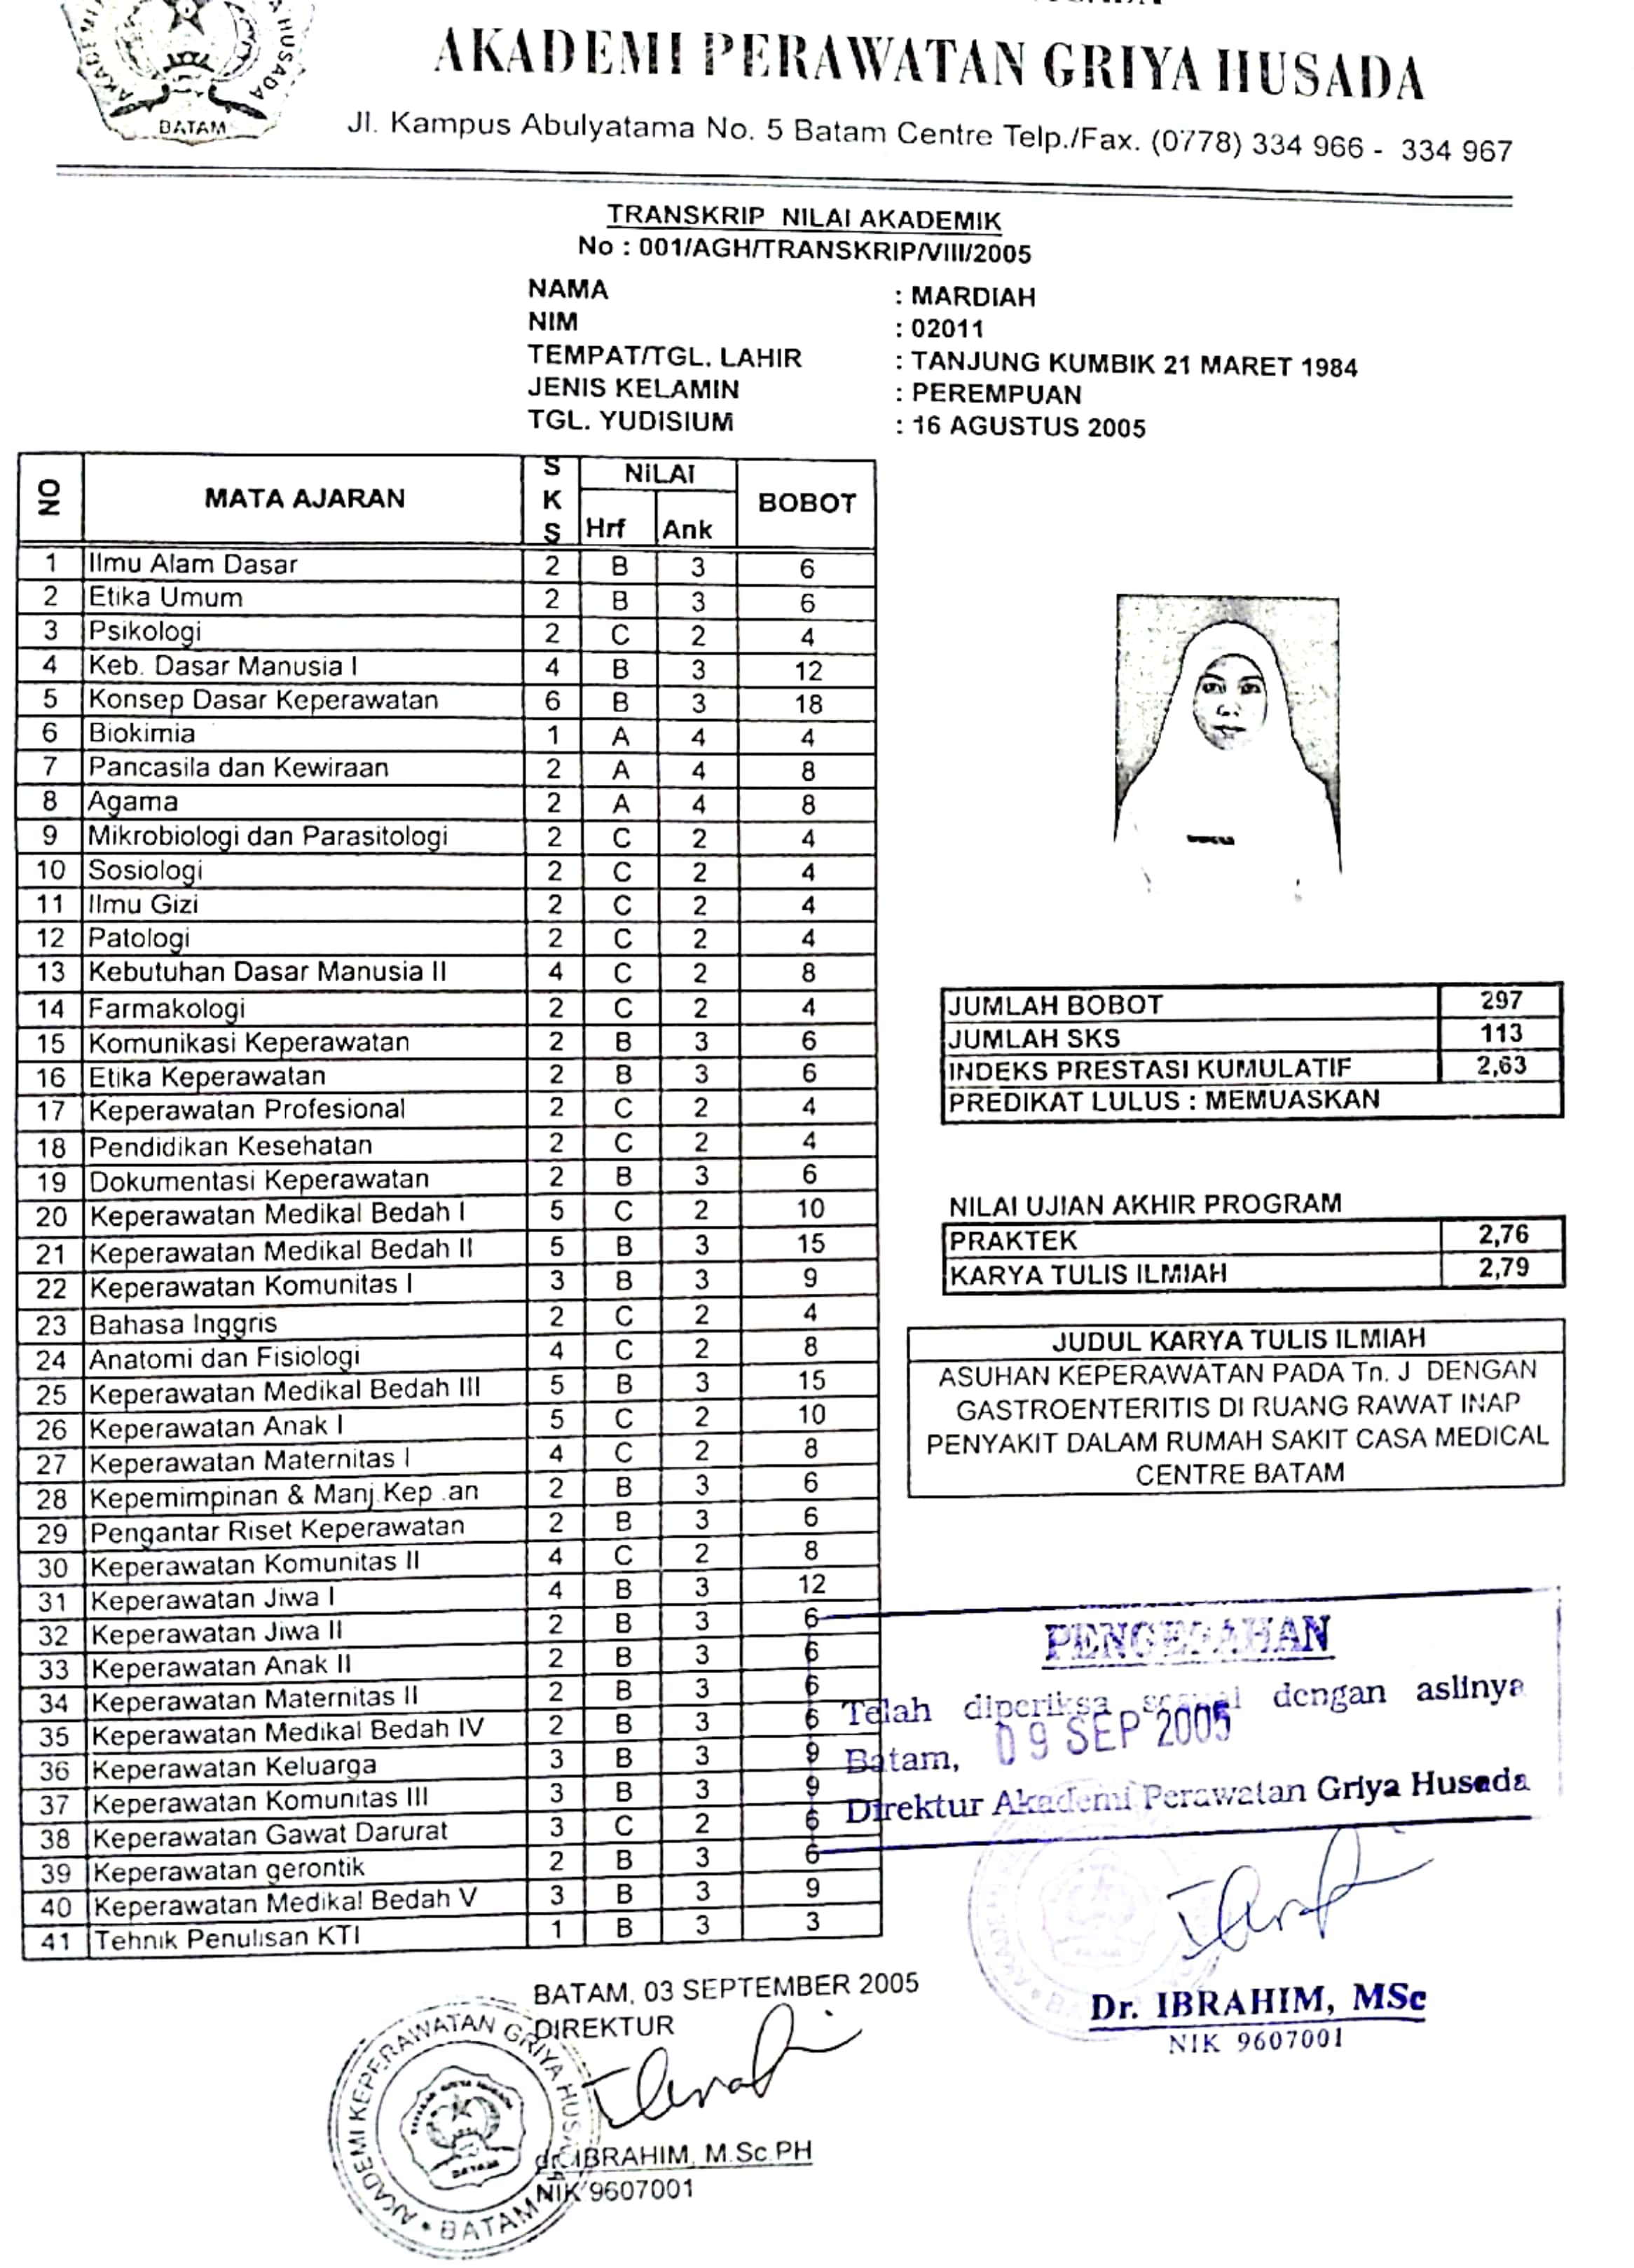 AKADEMI PERAWATAN GRIYA HUSADA
Jl. Kampus Abulyatama No. 5 Batam Centre Telp./Fax. (0778) 334 966 - 334 967
BATAM
TRANSKRIP NILAI AKADEMIK
No : 001/AGH/TRANSKRIP/VIII/2005
NAMA : MARDIAH
NIM : 02011
TEMPAT/TGL. LAHIR : TANJUNG KUMBIK 21 MARET 1984
JENIS KELAMIN : PEREMPUAN
TGL. YUDISIUM : 16 AGUSTUS 2005
NO MATA AJARAN SKS NILAI BOBOT
Hrf Ank
1 Ilmu Alam Dasar 2 B 3 6
2 Etika Umum 2 B 3 6
3 Psikologi 2 C 2 4
4 Keb. Dasar Manusia I 4 B 3 12
5 Konsep Dasar Keperawatan 6 B 3 18
6 Biokimia 1 A 4 4
7 Pancasila dan Kewiraan 2 A 4 8
8 Agama 2 A 4 8
9 Mikrobiologi dan Parasitologi 2 C 2 4
10 Sosiologi 2 C 2 4
11 Ilmu Gizi 2 C 2 4
12 Patologi 2 C 2 4
13 Kebutuhan Dasar Manusia II 4 C 2 8
14 Farmakologi 2 C 2 4
15 Komunikasi Keperawatan 2 B 3 6
16 Etika Keperawatan 2 B 3 6
17 Keperawatan Profesional 2 C 2 4
18 Pendidikan Kesehatan 2 C 2 4
19 Dokumentasi Keperawatan 2 B 3 6
20 Keperawatan Medikal Bedah I 5 C 2 10
21 Keperawatan Medikal Bedah II 5 B 3 15
22 Keperawatan Komunitas I 3 B 3 9
23 Bahasa Inggris 2 C 2 4
24 Anatomi dan Fisiologi 4 C 2 8
25 Keperawatan Medikal Bedah III 5 B 3 15
26 Keperawatan Anak I 5 C 2 10
27 Keperawatan Maternitas I 4 C 2 8
28 Kepemimpinan & Manj.Kep .an 2 B 3 6
29 Pengantar Riset Keperawatan 2 B 3 6
30 Keperawatan Komunitas II 4 C 2 8
31 Keperawatan Jiwa I 4 B 3 12
32 Keperawatan Jiwa II 2 B 3 6
33 Keperawatan Anak II 2 B 3 6
34 Keperawatan Maternitas II 2 B 3 6
35 Keperawatan Medikal Bedah IV 2 B 3 6
36 Keperawatan Keluarga 3 B 3 9
37 Keperawatan Komunitas III 3 B 3 9
38 Keperawatan Gawat Darurat 3 C 2 6
39 Keperawatan gerontik 2 B 3 6
40 Keperawatan Medikal Bedah V 3 B 3 9
41 Tehnik Penulisan KTI 1 B 3 3
JUMLAH BOBOT 297
JUMLAH SKS 113
INDEKS PRESTASI KUMULATIF 2,63
PREDIKAT LULUS : MEMUASKAN
NILAI UJIAN AKHIR PROGRAM
PRAKTEK 2,76
KARYA TULIS ILMIAH 2,79
JUDUL KARYA TULIS ILMIAH
ASUHAN KEPERAWATAN PADA Tn. J DENGAN
GASTROENTERITIS DI RUANG RAWAT INAP
PENYAKIT DALAM RUMAH SAKIT CASA MEDICAL
CENTRE BATAM
PENGESAHAN
Telah diperiksa sesuai dengan aslinya
Batam, 09 SEP 2005
Direktur Akademi Perawatan Griya Husada
Dr. IBRAHIM, MSc
NIK 9607001
BATAM, 03 SEPTEMBER 2005
DIREKTUR
AKADEMI KEPERAWATAN GRIYA HUSADA
BATAM
dr. IBRAHIM, M.Sc.PH
NIK 9607001